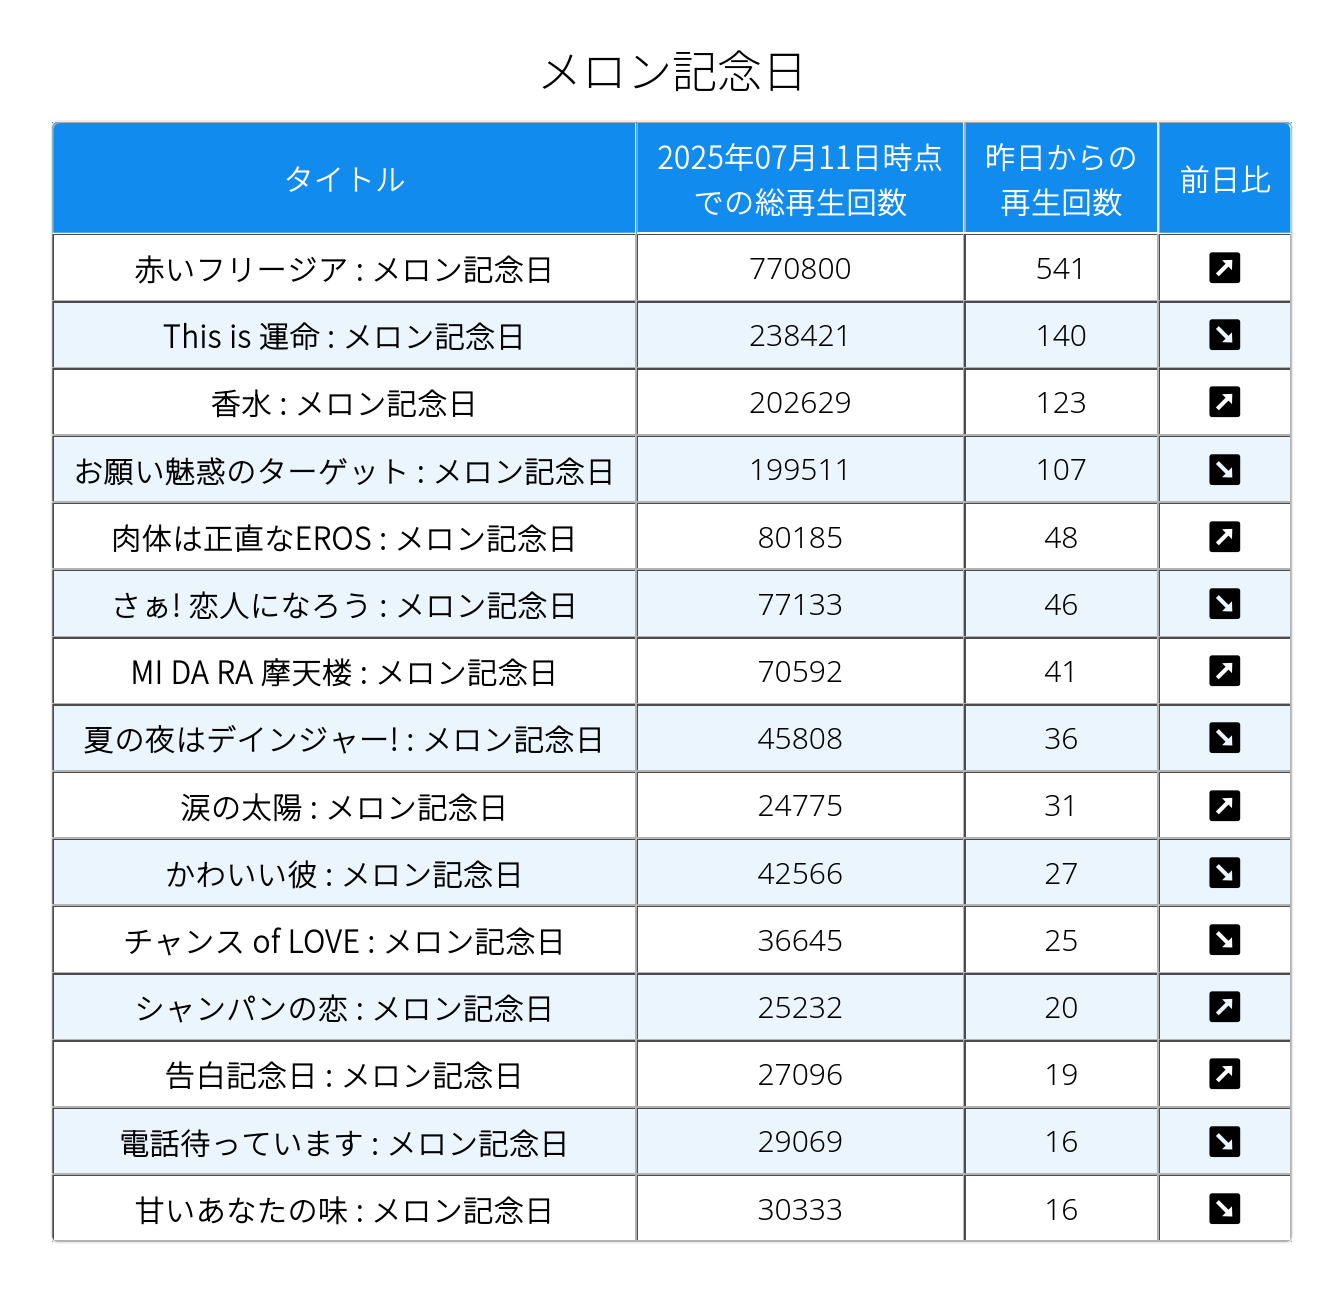 メロン記念日
タイトル 2025年07月11日時点 昨日からの 前日比
での総再生回数 再生回数
赤いフリージア : メロン記念日 770800 541 ↗
This is 運命 : メロン記念日 238421 140 ↘
香水 : メロン記念日 202629 123 ↗
お願い魅惑のターゲット : メロン記念日 199511 107 ↘
肉体は正直なEROS : メロン記念日 80185 48 ↗
さぁ! 恋人になろう : メロン記念日 77133 46 ↘
MI DA RA 摩天楼 : メロン記念日 70592 41 ↗
夏の夜はデインジャー! : メロン記念日 45808 36 ↘
涙の太陽 : メロン記念日 24775 31 ↗
かわいい彼 : メロン記念日 42566 27 ↘
チャンス of LOVE : メロン記念日 36645 25 ↘
シャンパンの恋 : メロン記念日 25232 20 ↗
告白記念日 : メロン記念日 27096 19 ↗
電話待っています : メロン記念日 29069 16 ↘
甘いあなたの味 : メロン記念日 30333 16 ↘